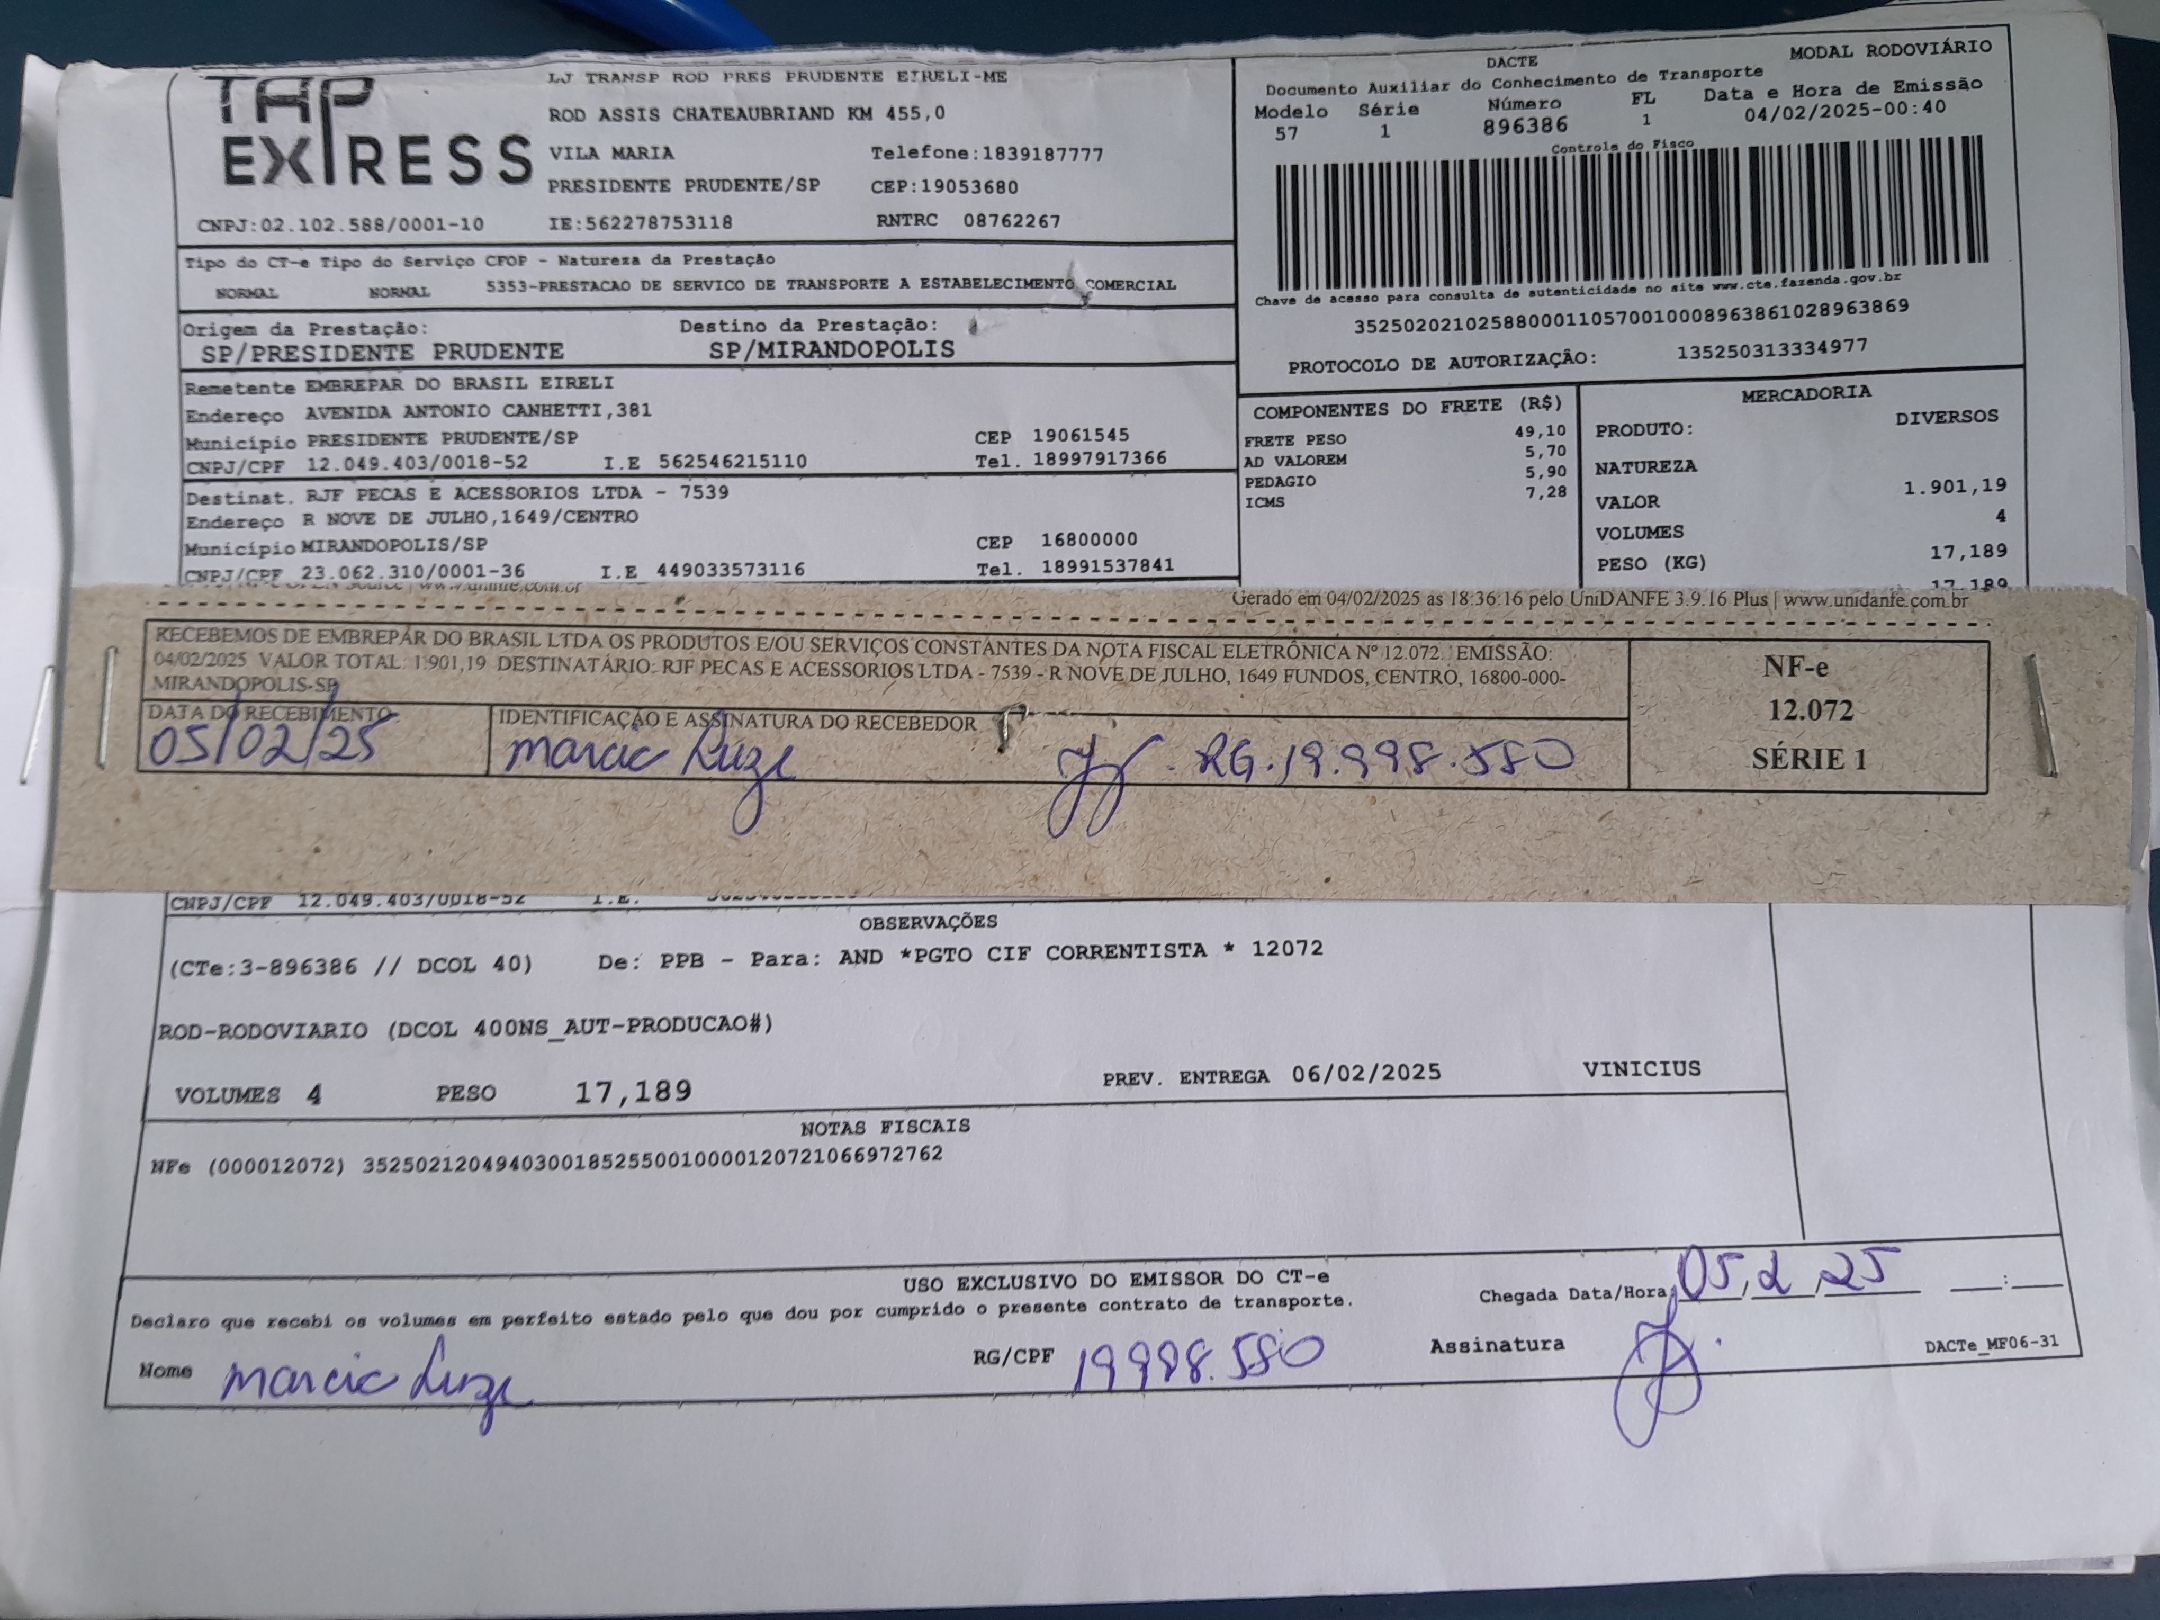 TAP EXPRESS
LJ TRANSP ROD PRES PRUDENTE EIRELI-ME
ROD ASSIS CHATEAUBRIAND KM 455,0
VILA MARIA Telefone:1839187777
PRESIDENTE PRUDENTE/SP CEP:19053680
CNPJ:02.102.588/0001-10 IE:562278753118 RNTRC 08762267
DACTE MODAL RODOVIÁRIO
Documento Auxiliar do Conhecimento de Transporte
Modelo Série Número FL Data e Hora de Emissão
57 1 896386 1 04/02/2025-00:40
Controle do Fisco
Chave de acesso para consulta de autenticidade no site www.cte.fazenda.gov.br
35250202102588000110570010008963861028963869
PROTOCOLO DE AUTORIZAÇÃO: 135250313334977
Tipo do CT-e Tipo do Serviço CFOP - Natureza da Prestação
NORMAL NORMAL 5353-PRESTACAO DE SERVICO DE TRANSPORTE A ESTABELECIMENTO COMERCIAL
Origem da Prestação: Destino da Prestação:
SP/PRESIDENTE PRUDENTE SP/MIRANDOPOLIS
Remetente EMBREPAR DO BRASIL EIRELI
Endereço AVENIDA ANTONIO CANHETTI,381
Município PRESIDENTE PRUDENTE/SP CEP 19061545
CNPJ/CPF 12.049.403/0018-52 I.E 562546215110 Tel. 18997917366
Destinat. RJF PECAS E ACESSORIOS LTDA - 7539
Endereço R NOVE DE JULHO,1649/CENTRO
Município MIRANDOPOLIS/SP CEP 16800000
CNPJ/CPF 23.062.310/0001-36 I.E 449033573116 Tel. 18991537841
COMPONENTES DO FRETE (R$)
FRETE PESO 49,10
AD VALOREM 5,70
PEDAGIO 5,90
ICMS 7,28
MERCADORIA
PRODUTO: DIVERSOS
NATUREZA
VALOR 1.901,19
VOLUMES 4
PESO (KG) 17,189
17,189
Gerado em 04/02/2025 as 18:36:16 pelo UniDANFE 3.9.16 Plus | www.unidanfe.com.br
RECEBEMOS DE EMBREPAR DO BRASIL LTDA OS PRODUTOS E/OU SERVIÇOS CONSTANTES DA NOTA FISCAL ELETRÔNICA Nº 12.072. EMISSÃO:
04/02/2025 VALOR TOTAL: 1.901,19 DESTINATÁRIO: RJF PECAS E ACESSORIOS LTDA - 7539 - R NOVE DE JULHO, 1649 FUNDOS, CENTRO, 16800-000-
MIRANDOPOLIS-SP
NF-e
12.072
SÉRIE 1
DATA DO RECEBIMENTO IDENTIFICAÇÃO E ASSINATURA DO RECEBEDOR
05/02/25 marcio Luze RG.19.998.580
CNPJ/CPF 12.049.403/0018-52 I.E.
OBSERVAÇÕES
(CTe:3-896386 // DCOL 40) De: PPB - Para: AND *PGTO CIF CORRENTISTA * 12072
ROD-RODOVIARIO (DCOL 400NS_AUT-PRODUCAO#)
VOLUMES 4 PESO 17,189 PREV. ENTREGA 06/02/2025 VINICIUS
NOTAS FISCAIS
NFe (000012072) 35250212049403001852550010000120721066972762
USO EXCLUSIVO DO EMISSOR DO CT-e
Declaro que recebi os volumes em perfeito estado pelo que dou por cumprido o presente contrato de transporte.
Chegada Data/Hora 05,2,25 __:__
Nome marcio Luze RG/CPF 19998.580 Assinatura
DACTe_MF06-31